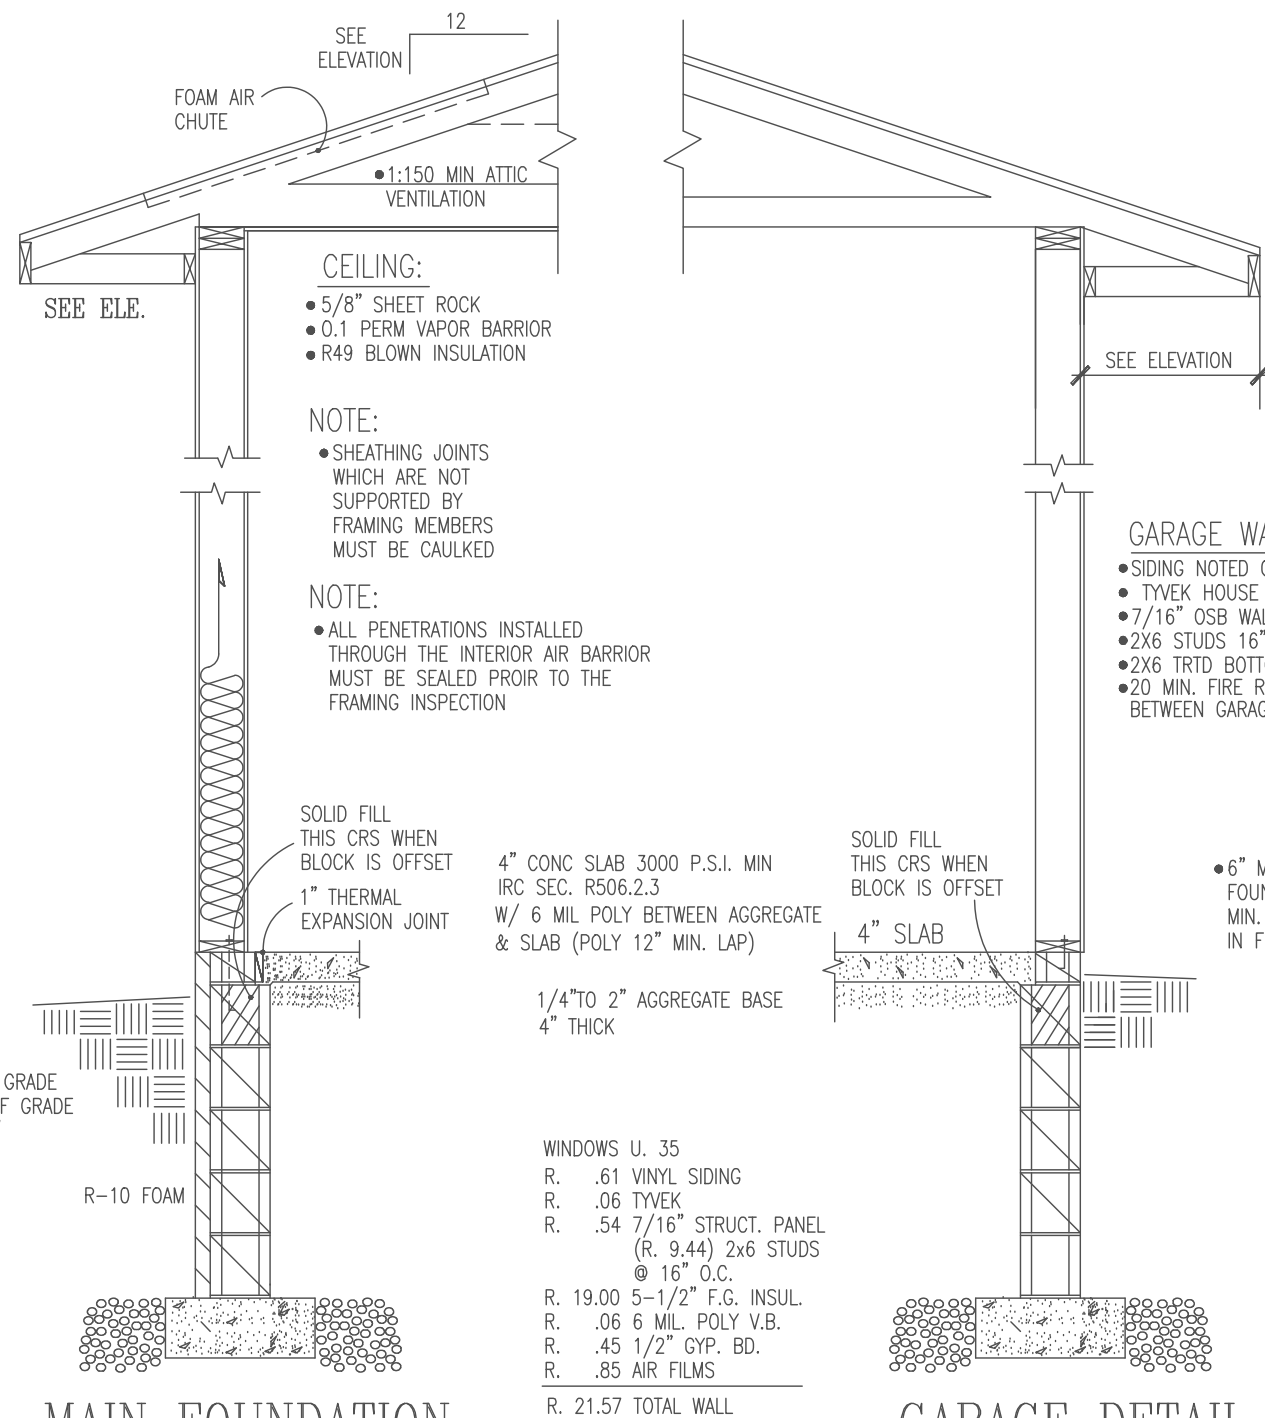 12
SEE
ELEVATION
FOAM AIR
CHUTE
•1:150 MIN ATTIC
VENTILATION
SEE ELE.
CEILING:
• 5/8" SHEET ROCK
• 0.1 PERM VAPOR BARRIOR
• R49 BLOWN INSULATION
SEE ELEVATION
NOTE:
• SHEATHING JOINTS
WHICH ARE NOT
SUPPORTED BY
FRAMING MEMBERS
MUST BE CAULKED
NOTE:
• ALL PENETRATIONS INSTALLED
THROUGH THE INTERIOR AIR BARRIOR
MUST BE SEALED PROIR TO THE
FRAMING INSPECTION
GARAGE
• SIDING NOTED
• TYVEK HOUSE
• 7/16" OSB
• 2X6 STUDS 16"
• 2X6 TRTD
• 20 MIN. FIRE
BETWEEN
SOLID FILL
THIS CRS WHEN
BLOCK IS OFFSET
1" THERMAL
EXPANSION JOINT
4" CONC SLAB 3000 P.S.I. MIN
IRC SEC. R506.2.3
W/ 6 MIL POLY BETWEEN AGGREGATE
& SLAB (POLY 12" MIN. LAP)
1/4"TO 2" AGGREGATE BASE
4" THICK
SOLID FILL
THIS CRS WHEN
BLOCK IS OFFSET
4" SLAB
• 6"
MIN.
IN
GRADE
GRADE
R-10 FOAM
WINDOWS U. 35
R. .61 VINYL SIDING
R. .06 TYVEK
R. .54 7/16" STRUCT. PANEL
(R. 9.44) 2x6 STUDS
@ 16" O.C.
R. 19.00 5-1/2" F.G. INSUL.
R. .06 6 MIL. POLY V.B.
R. .45 1/2" GYP. BD.
R. .85 AIR FILMS
R. 21.57 TOTAL WALL
MAIN FOUNDATION
GARAGE DETAIL